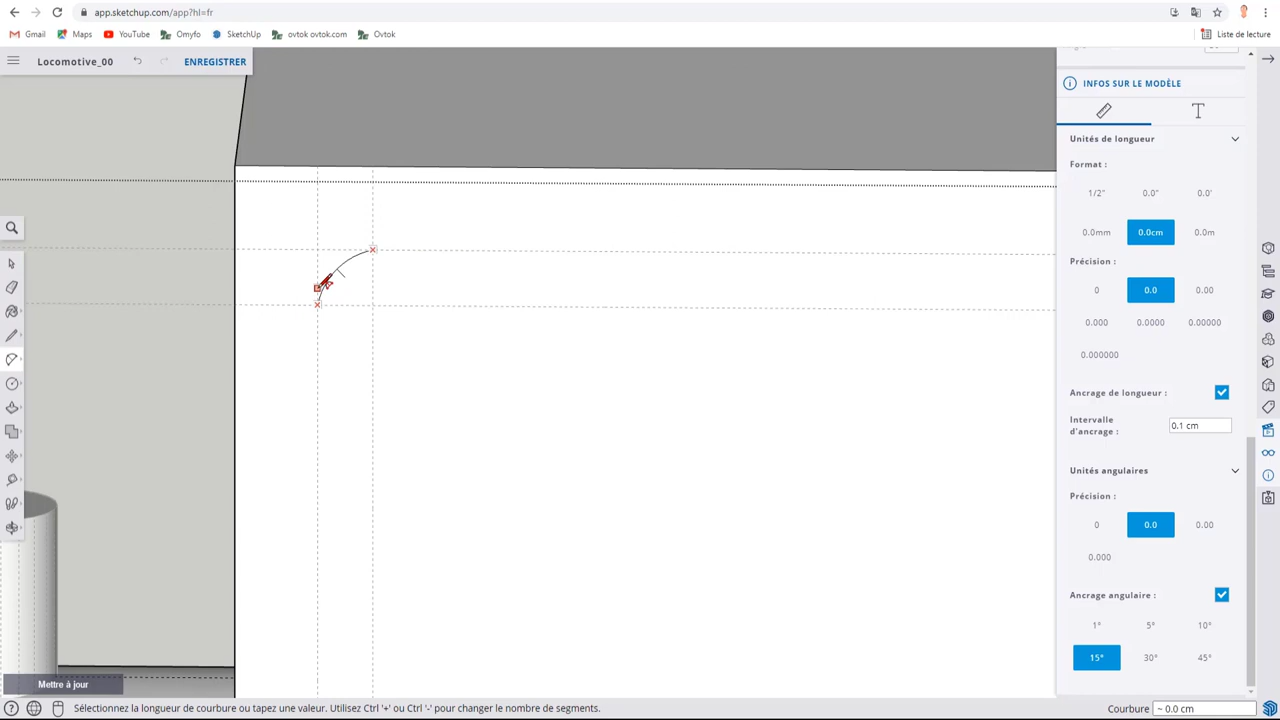 app.sketchup.com/app?hl=fr
Gmail Maps YouTube Omyfo SketchUp ovtok ovtok.com Ovtok Liste de lecture
Locomotive_00 ENREGISTRER
INFOS SUR LE MODÈLE
Unités de longueur
Format :
1/2" 0.0" 0.0'
0.0mm 0.0cm 0.0m
Précision :
0 0.0 0.00
0.000 0.0000 0.00000
0.000000
Ancrage de longueur :
Intervalle
d'ancrage :
0.1 cm
Unités angulaires
Précision :
0 0.0 0.00
0.000
Ancrage angulaire :
1° 5° 10°
15° 30° 45°
Mettre à jour
Sélectionnez la longueur de courbure ou tapez une valeur. Utilisez Ctrl '+' ou Ctrl '-' pour changer le nombre de segments.
Courbure ~ 0.0 cm